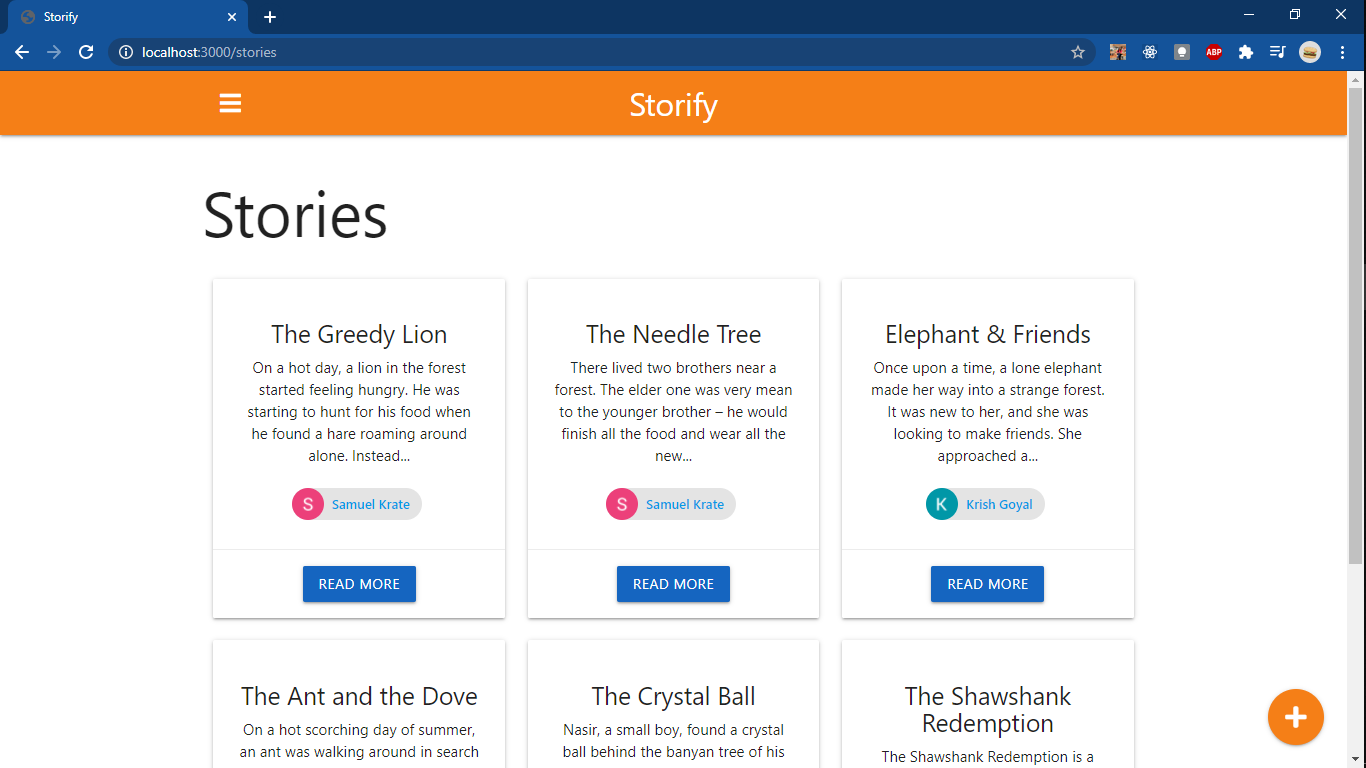 Storify
localhost:3000/stories
ABP
Storify
Stories
The Greedy Lion
On a hot day, a lion in the forest
started feeling hungry. He was
starting to hunt for his food when
he found a hare roaming around
alone. Instead...
S Samuel Krate
READ MORE
The Needle Tree
There lived two brothers near a
forest. The elder one was very mean
to the younger brother – he would
finish all the food and wear all the
new...
S Samuel Krate
READ MORE
Elephant & Friends
Once upon a time, a lone elephant
made her way into a strange forest.
It was new to her, and she was
looking to make friends. She
approached a...
K Krish Goyal
READ MORE
The Ant and the Dove
On a hot scorching day of summer,
an ant was walking around in search
The Crystal Ball
Nasir, a small boy, found a crystal
ball behind the banyan tree of his
The Shawshank
Redemption
The Shawshank Redemption is a